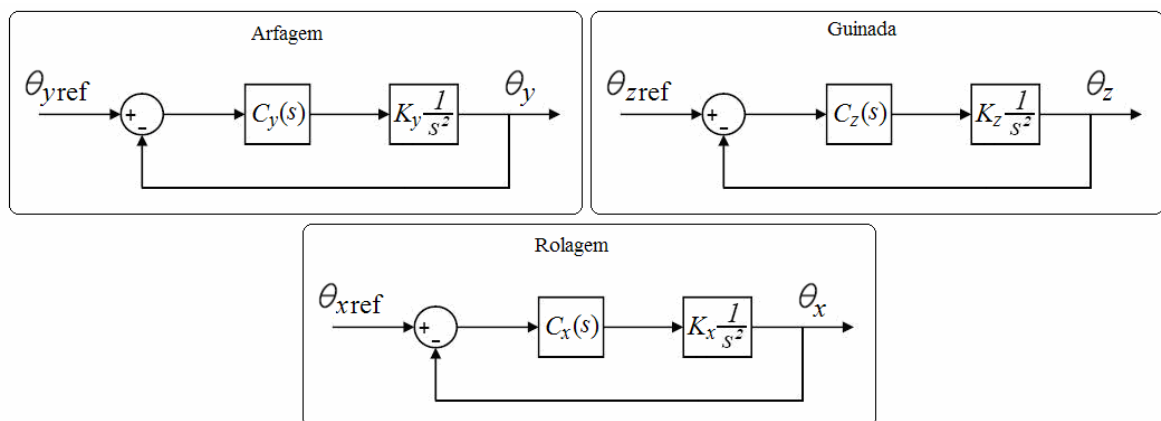 Arfagem
θyref
+
-
Cy(s)
Ky 1/s²
θy
Guinada
θzref
+
-
Cz(s)
Kz 1/s²
θz
Rolagem
θxref
+
-
Cx(s)
Kx 1/s²
θx